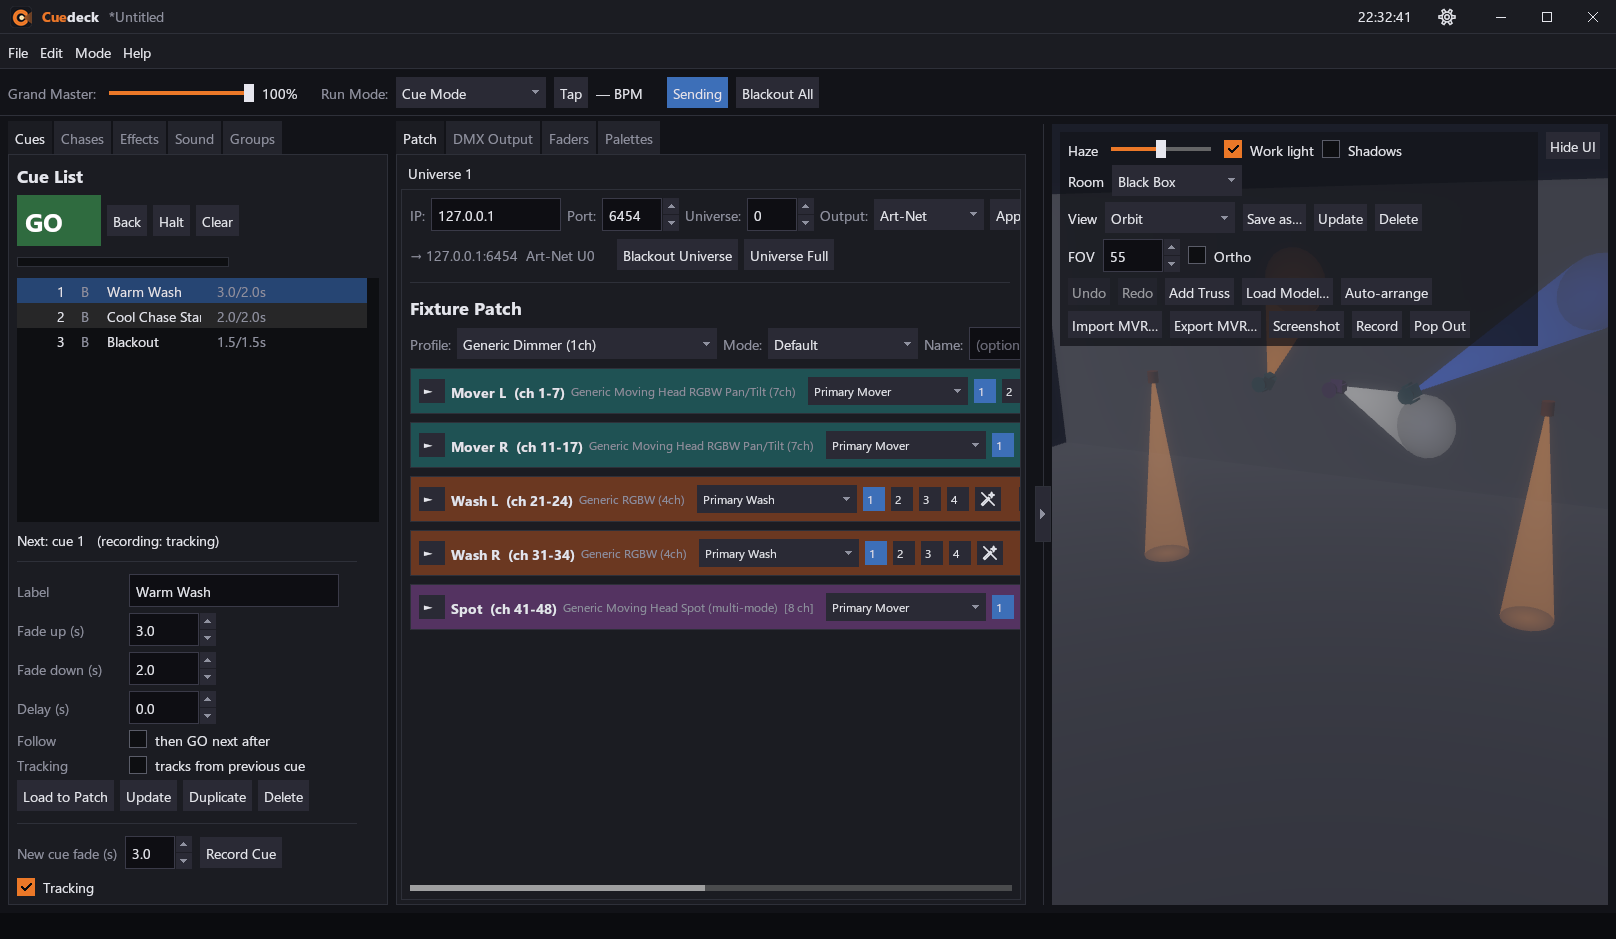 Cuedeck *Untitled 22:32:41
File Edit Mode Help
Grand Master: 100% Run Mode: Cue Mode Tap — BPM Sending Blackout All
Cues Chases Effects Sound Groups
Cue List
GO Back Halt Clear
1 B Warm Wash 3.0/2.0s
2 B Cool Chase Star 2.0/2.0s
3 B Blackout 1.5/1.5s
Next: cue 1 (recording: tracking)
Label Warm Wash
Fade up (s) 3.0
Fade down (s) 2.0
Delay (s) 0.0
Follow then GO next after
Tracking tracks from previous cue
Load to Patch Update Duplicate Delete
New cue fade (s) 3.0 Record Cue
Tracking
Patch DMX Output Faders Palettes
Universe 1
IP: 127.0.0.1 Port: 6454 Universe: 0 Output: Art-Net App
→ 127.0.0.1:6454 Art-Net U0 Blackout Universe Universe Full
Fixture Patch
Profile: Generic Dimmer (1ch) Mode: Default Name: (option
Mover L (ch 1-7) Generic Moving Head RGBW Pan/Tilt (7ch) Primary Mover 1 2
Mover R (ch 11-17) Generic Moving Head RGBW Pan/Tilt (7ch) Primary Mover 1
Wash L (ch 21-24) Generic RGBW (4ch) Primary Wash 1 2 3 4
Wash R (ch 31-34) Generic RGBW (4ch) Primary Wash 1 2 3 4
Spot (ch 41-48) Generic Moving Head Spot (multi-mode) [8 ch] Primary Mover 1
Haze Work light Shadows Hide UI
Room Black Box
View Orbit Save as... Update Delete
FOV 55 Ortho
Undo Redo Add Truss Load Model... Auto-arrange
Import MVR... Export MVR... Screenshot Record Pop Out